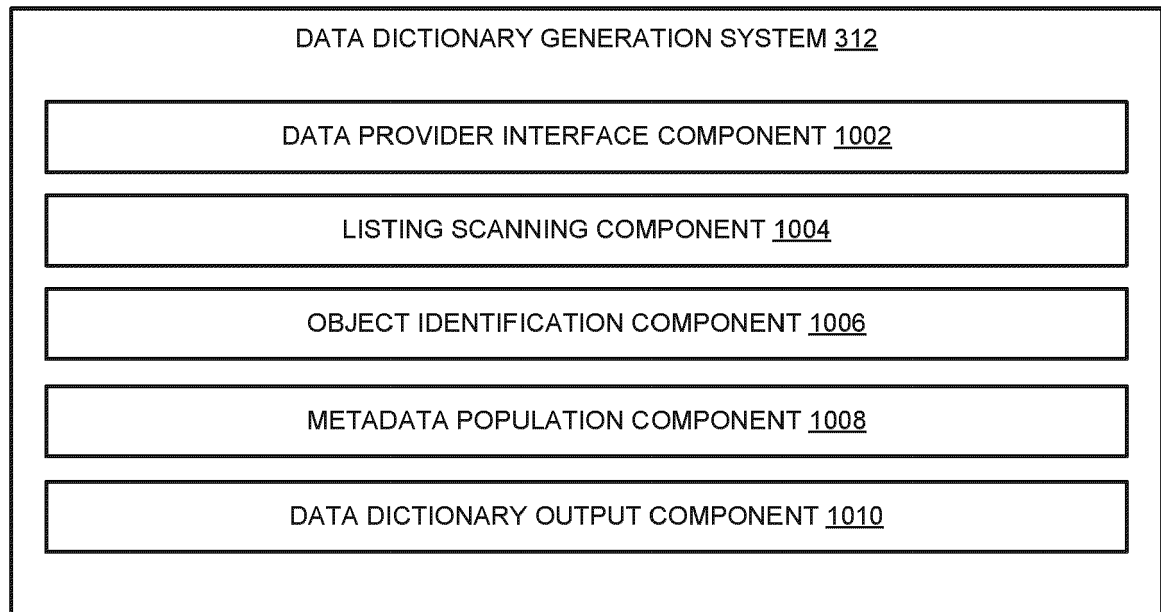 DATA DICTIONARY GENERATION SYSTEM 312
DATA PROVIDER INTERFACE COMPONENT 1002
LISTING SCANNING COMPONENT 1004
OBJECT IDENTIFICATION COMPONENT 1006
METADATA POPULATION COMPONENT 1008
DATA DICTIONARY OUTPUT COMPONENT 1010